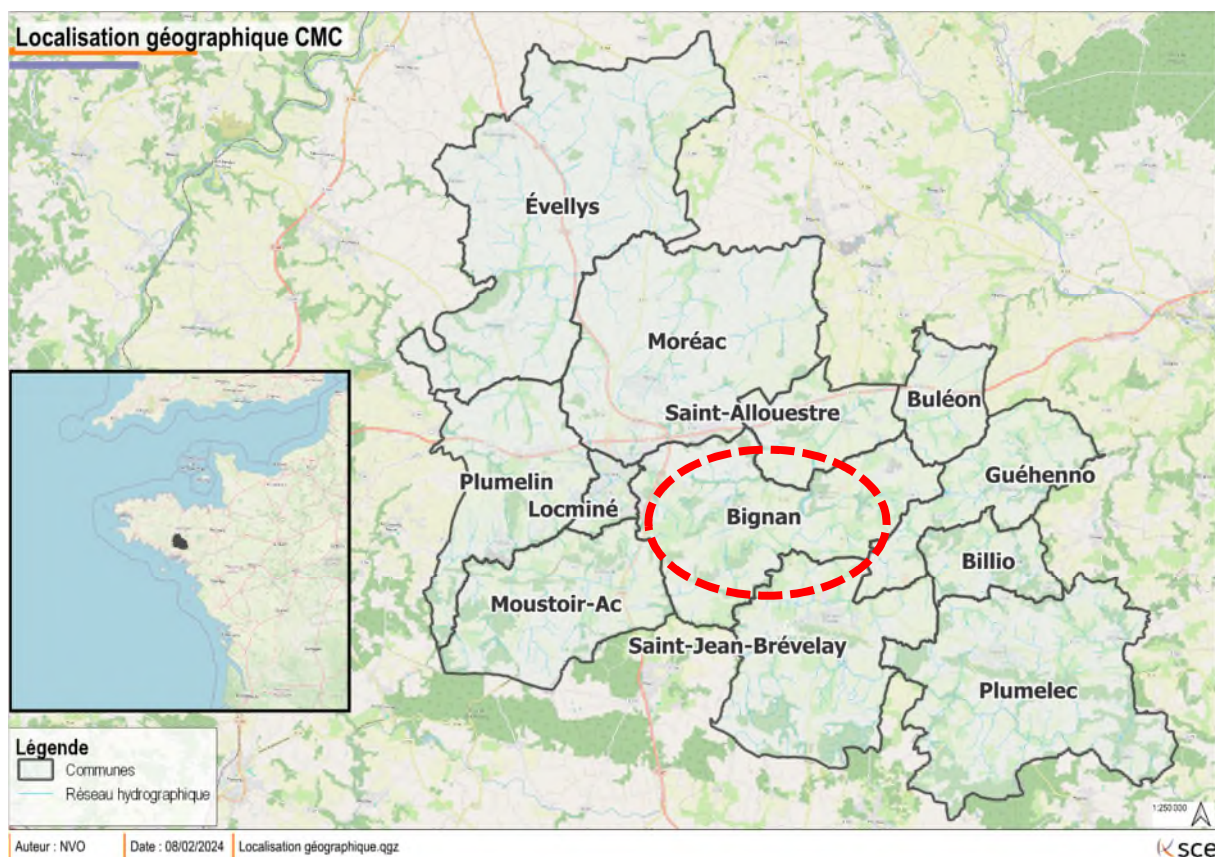 Localisation géographique CMC
Évellys
Moréac
Buléon
Saint-Allouestre
Guéhenno
Plumelin
Locminé
Bignan
Billio
Moustoir-Ac
Saint-Jean-Brévelay
Plumelec
Légende
Communes
Réseau hydrographique
1:250 000
Auteur : NVO
Date : 08/02/2024
Localisation géographique.qgz
sce